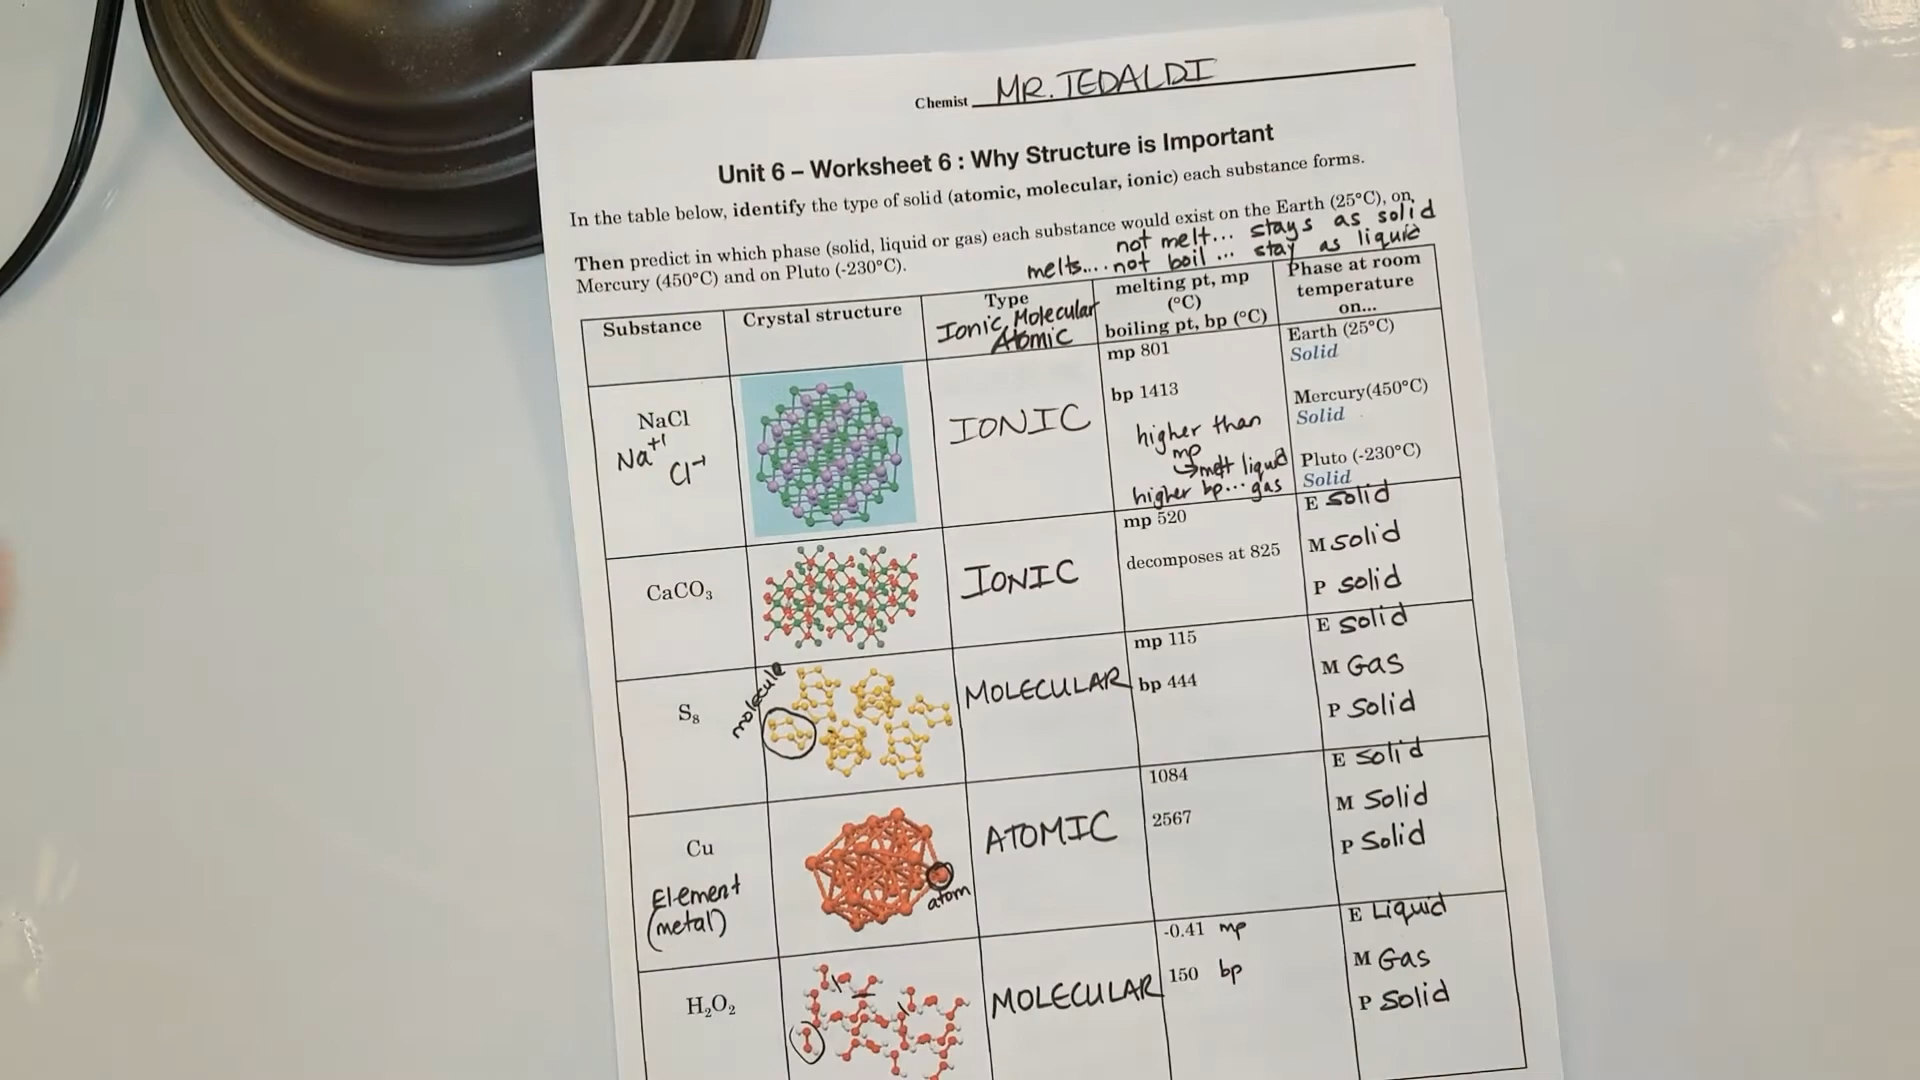 Chemist MR. TEDALDI
Unit 6 – Worksheet 6 : Why Structure is Important
In the table below, identify the type of solid (atomic, molecular, ionic) each substance forms.
Then predict in which phase (solid, liquid or gas) each substance would exist on the Earth (25°C), on
Mercury (450°C) and on Pluto (-230°C).
not melt... stays as solid
melts.... not boil ... stay as liquid
Substance
Crystal structure
Type
Ionic, Molecular
Atomic
melting pt, mp
(°C)
boiling pt, bp (°C)
Phase at room
temperature
on...
NaCl
Na+1
Cl-1
IONIC
mp 801
bp 1413
higher than
mp
melt liquid
higher bp... gas
Earth (25°C)
Solid
Mercury(450°C)
Solid
Pluto (-230°C)
Solid
CaCO₃
IONIC
mp 520
decomposes at 825
E solid
M solid
P solid
S₈
molecule
MOLECULAR
mp 115
bp 444
E solid
M Gas
P Solid
Cu
Element
(metal)
atom
ATOMIC
1084
2567
E Solid
M Solid
P Solid
H₂O₂
MOLECULAR
-0.41 mp
150 bp
E Liquid
M Gas
P Solid